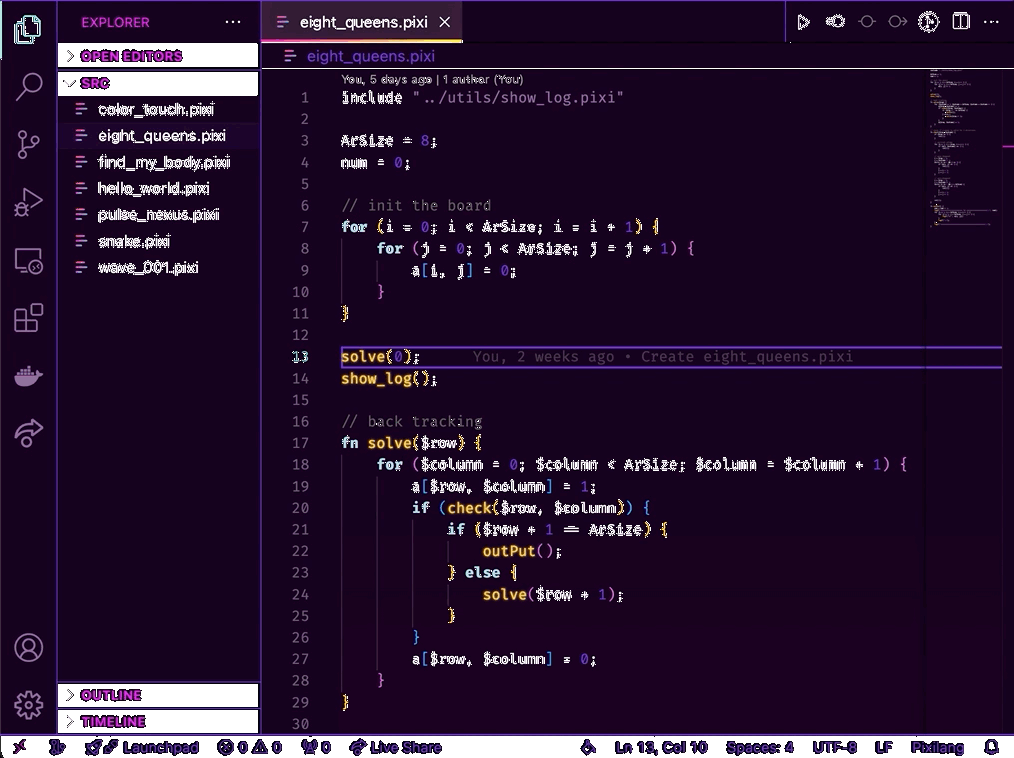 EXPLORER
OPEN EDITORS
SRC
color_touch.pixi
eight_queens.pixi
find_my_body.pixi
hello_world.pixi
pulse_nexus.pixi
snake.pixi
wave_001.pixi
OUTLINE
TIMELINE
eight_queens.pixi
eight_queens.pixi
You, 5 days ago | 1 author (You)
1 include "../utils/show_log.pixi"
2
3 ArSize = 8;
4 num = 0;
5
6 // init the board
7 for (i = 0; i < ArSize; i = i + 1) {
8 for (j = 0; j < ArSize; j = j + 1) {
9 a[i, j] = 0;
10 }
11 }
12
13 solve(0); You, 2 weeks ago • Create eight_queens.pixi
14 show_log();
15
16 // back tracking
17 fn solve($row) {
18 for ($column = 0; $column < ArSize; $column = $column + 1) {
19 a[$row, $column] = 1;
20 if (check($row, $column)) {
21 if ($row + 1 == ArSize) {
22 outPut();
23 } else {
24 solve($row + 1);
25 }
26 }
27 a[$row, $column] = 0;
28 }
29 }
30
Launchpad 0 0 0 Live Share Ln 13, Col 10 Spaces: 4 UTF-8 LF Pixilang